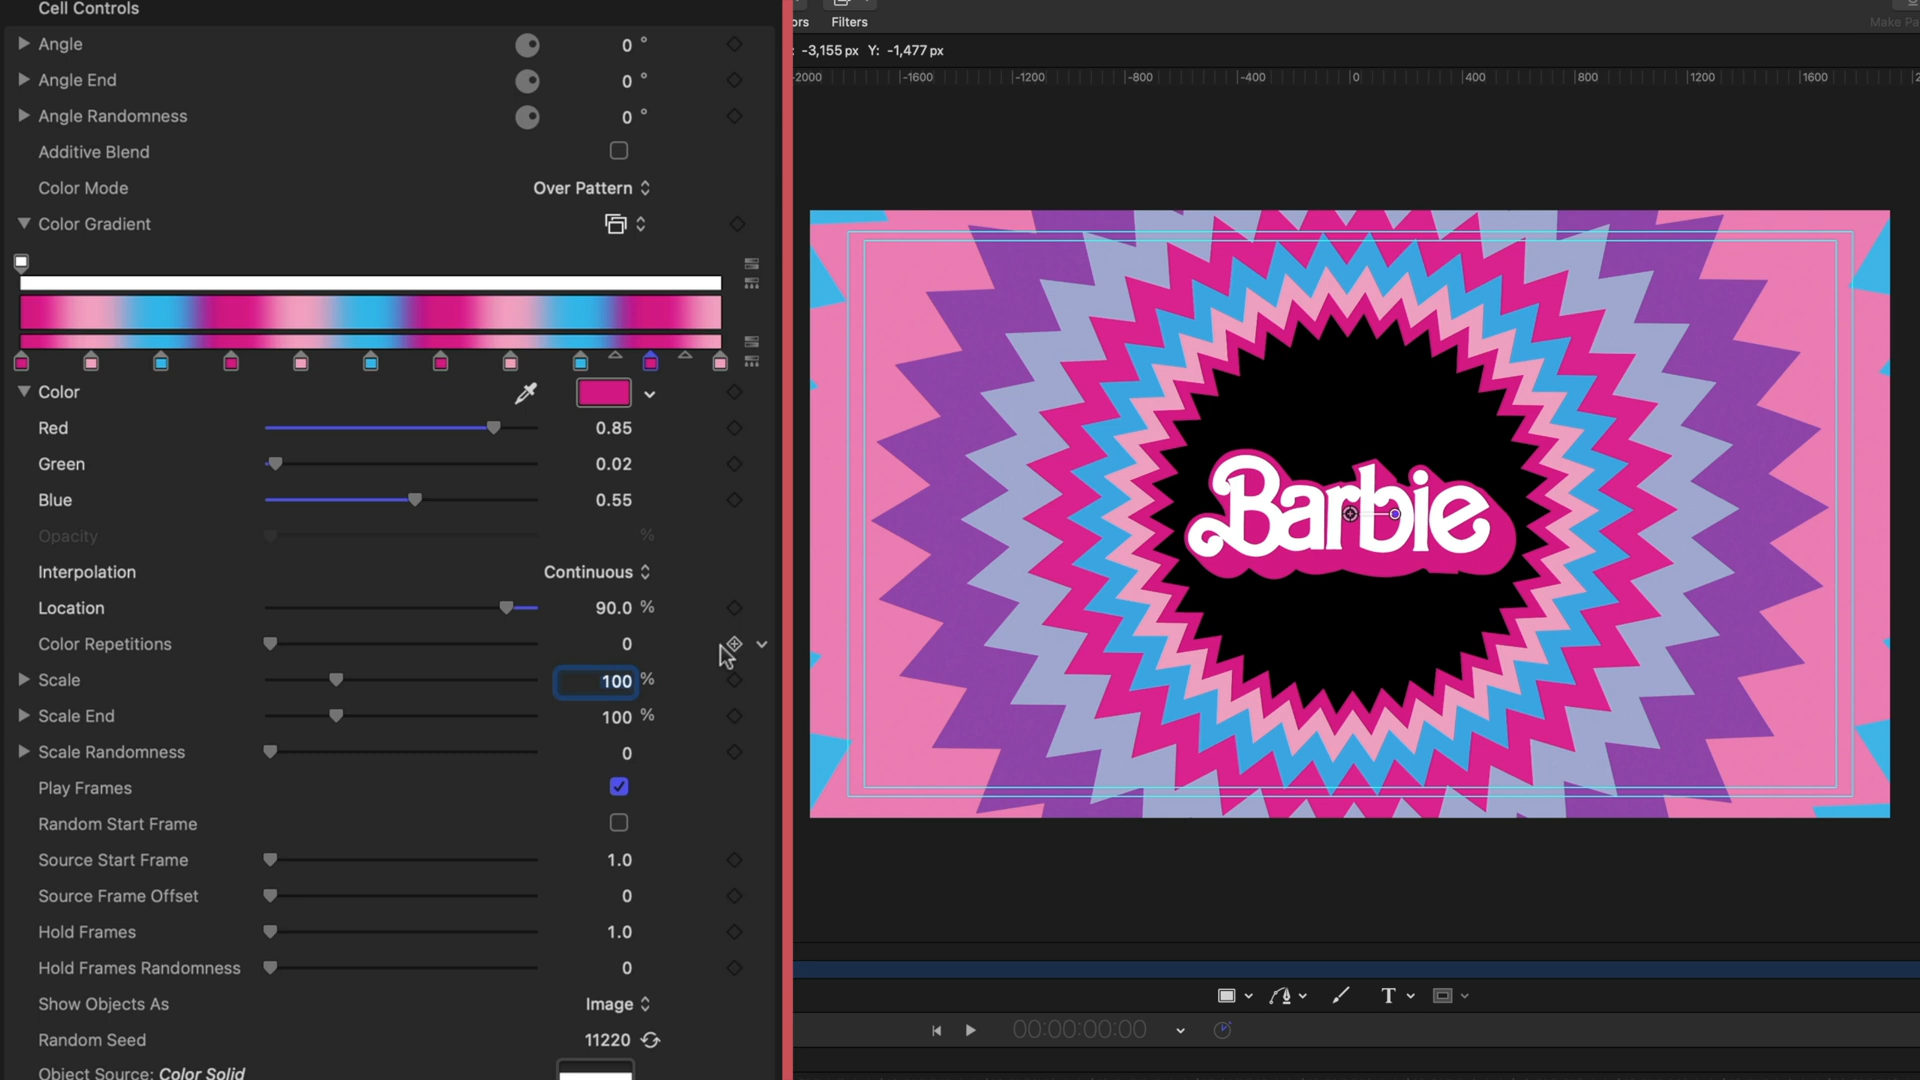 Cell Controls
Angle 0 °
Angle End 0 °
Angle Randomness 0 °
Additive Blend
Color Mode Over Pattern
Color Gradient
Color
Red 0.85
Green 0.02
Blue 0.55
Opacity %
Interpolation Continuous
Location 90.0 %
Color Repetitions 0
Scale 100 %
Scale End 100 %
Scale Randomness 0
Play Frames
Random Start Frame
Source Start Frame 1.0
Source Frame Offset 0
Hold Frames 1.0
Hold Frames Randomness 0
Show Objects As Image
Random Seed 11220
Object Source: Color Solid
ors Filters
Make Pa
: -3,155 px Y: -1,477 px
-2000 -1600 -1200 -800 -400 0 400 800 1200 1600 2
Barbie
T
00:00:00:00